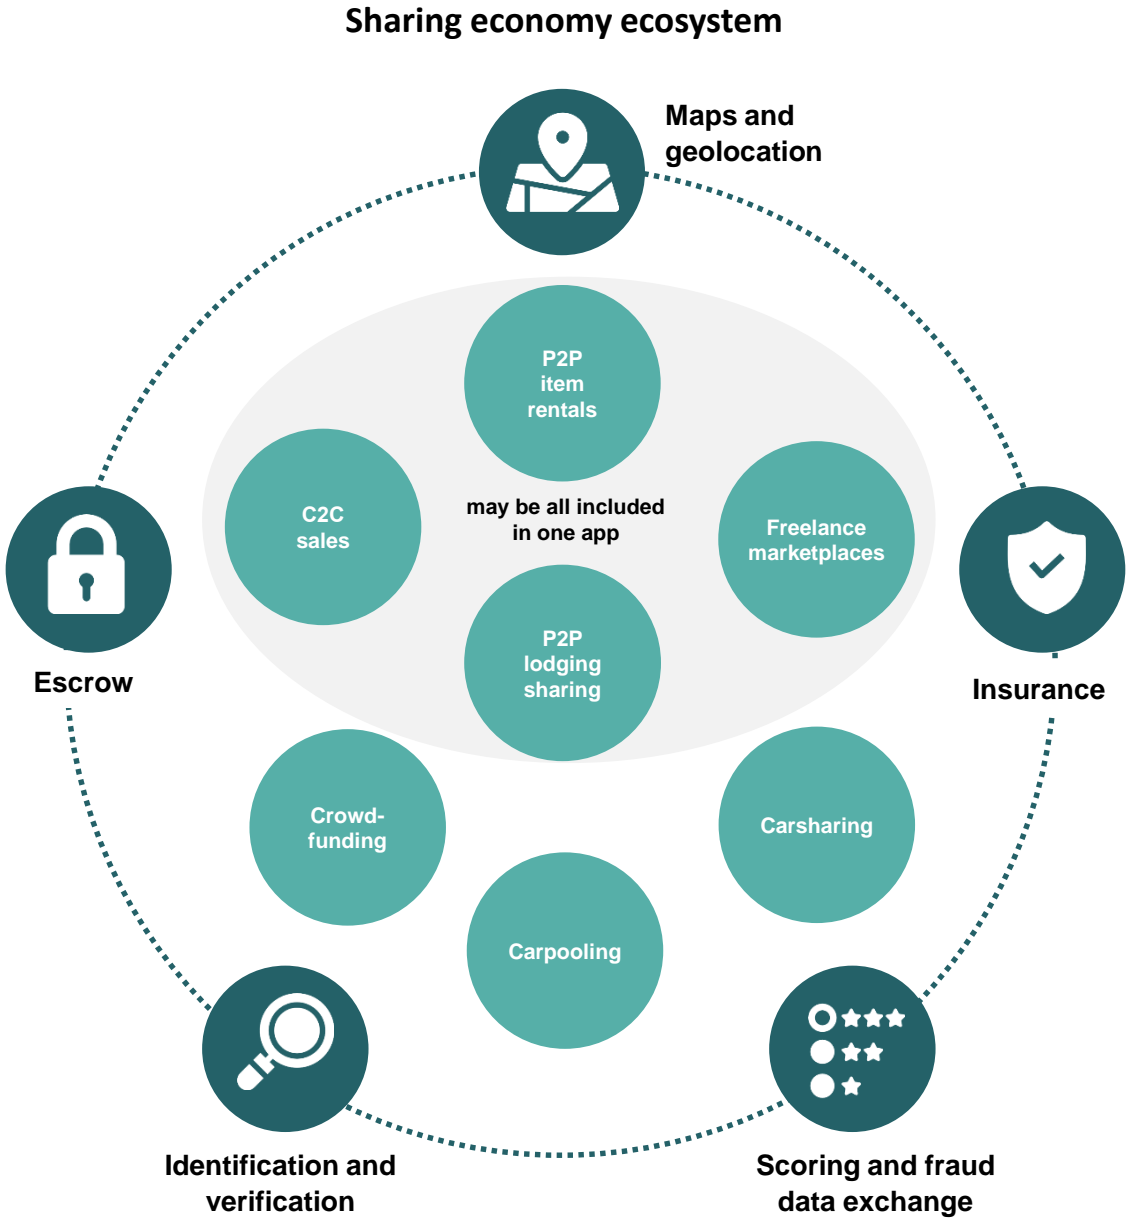 Sharing economy ecosystem
Maps and
geolocation
P2P
item
rentals
C2C
sales
may be all included
in one app
Freelance
marketplaces
P2P
lodging
sharing
Escrow
Insurance
Crowd-
funding
Carsharing
Carpooling
Identification and
verification
Scoring and fraud
data exchange